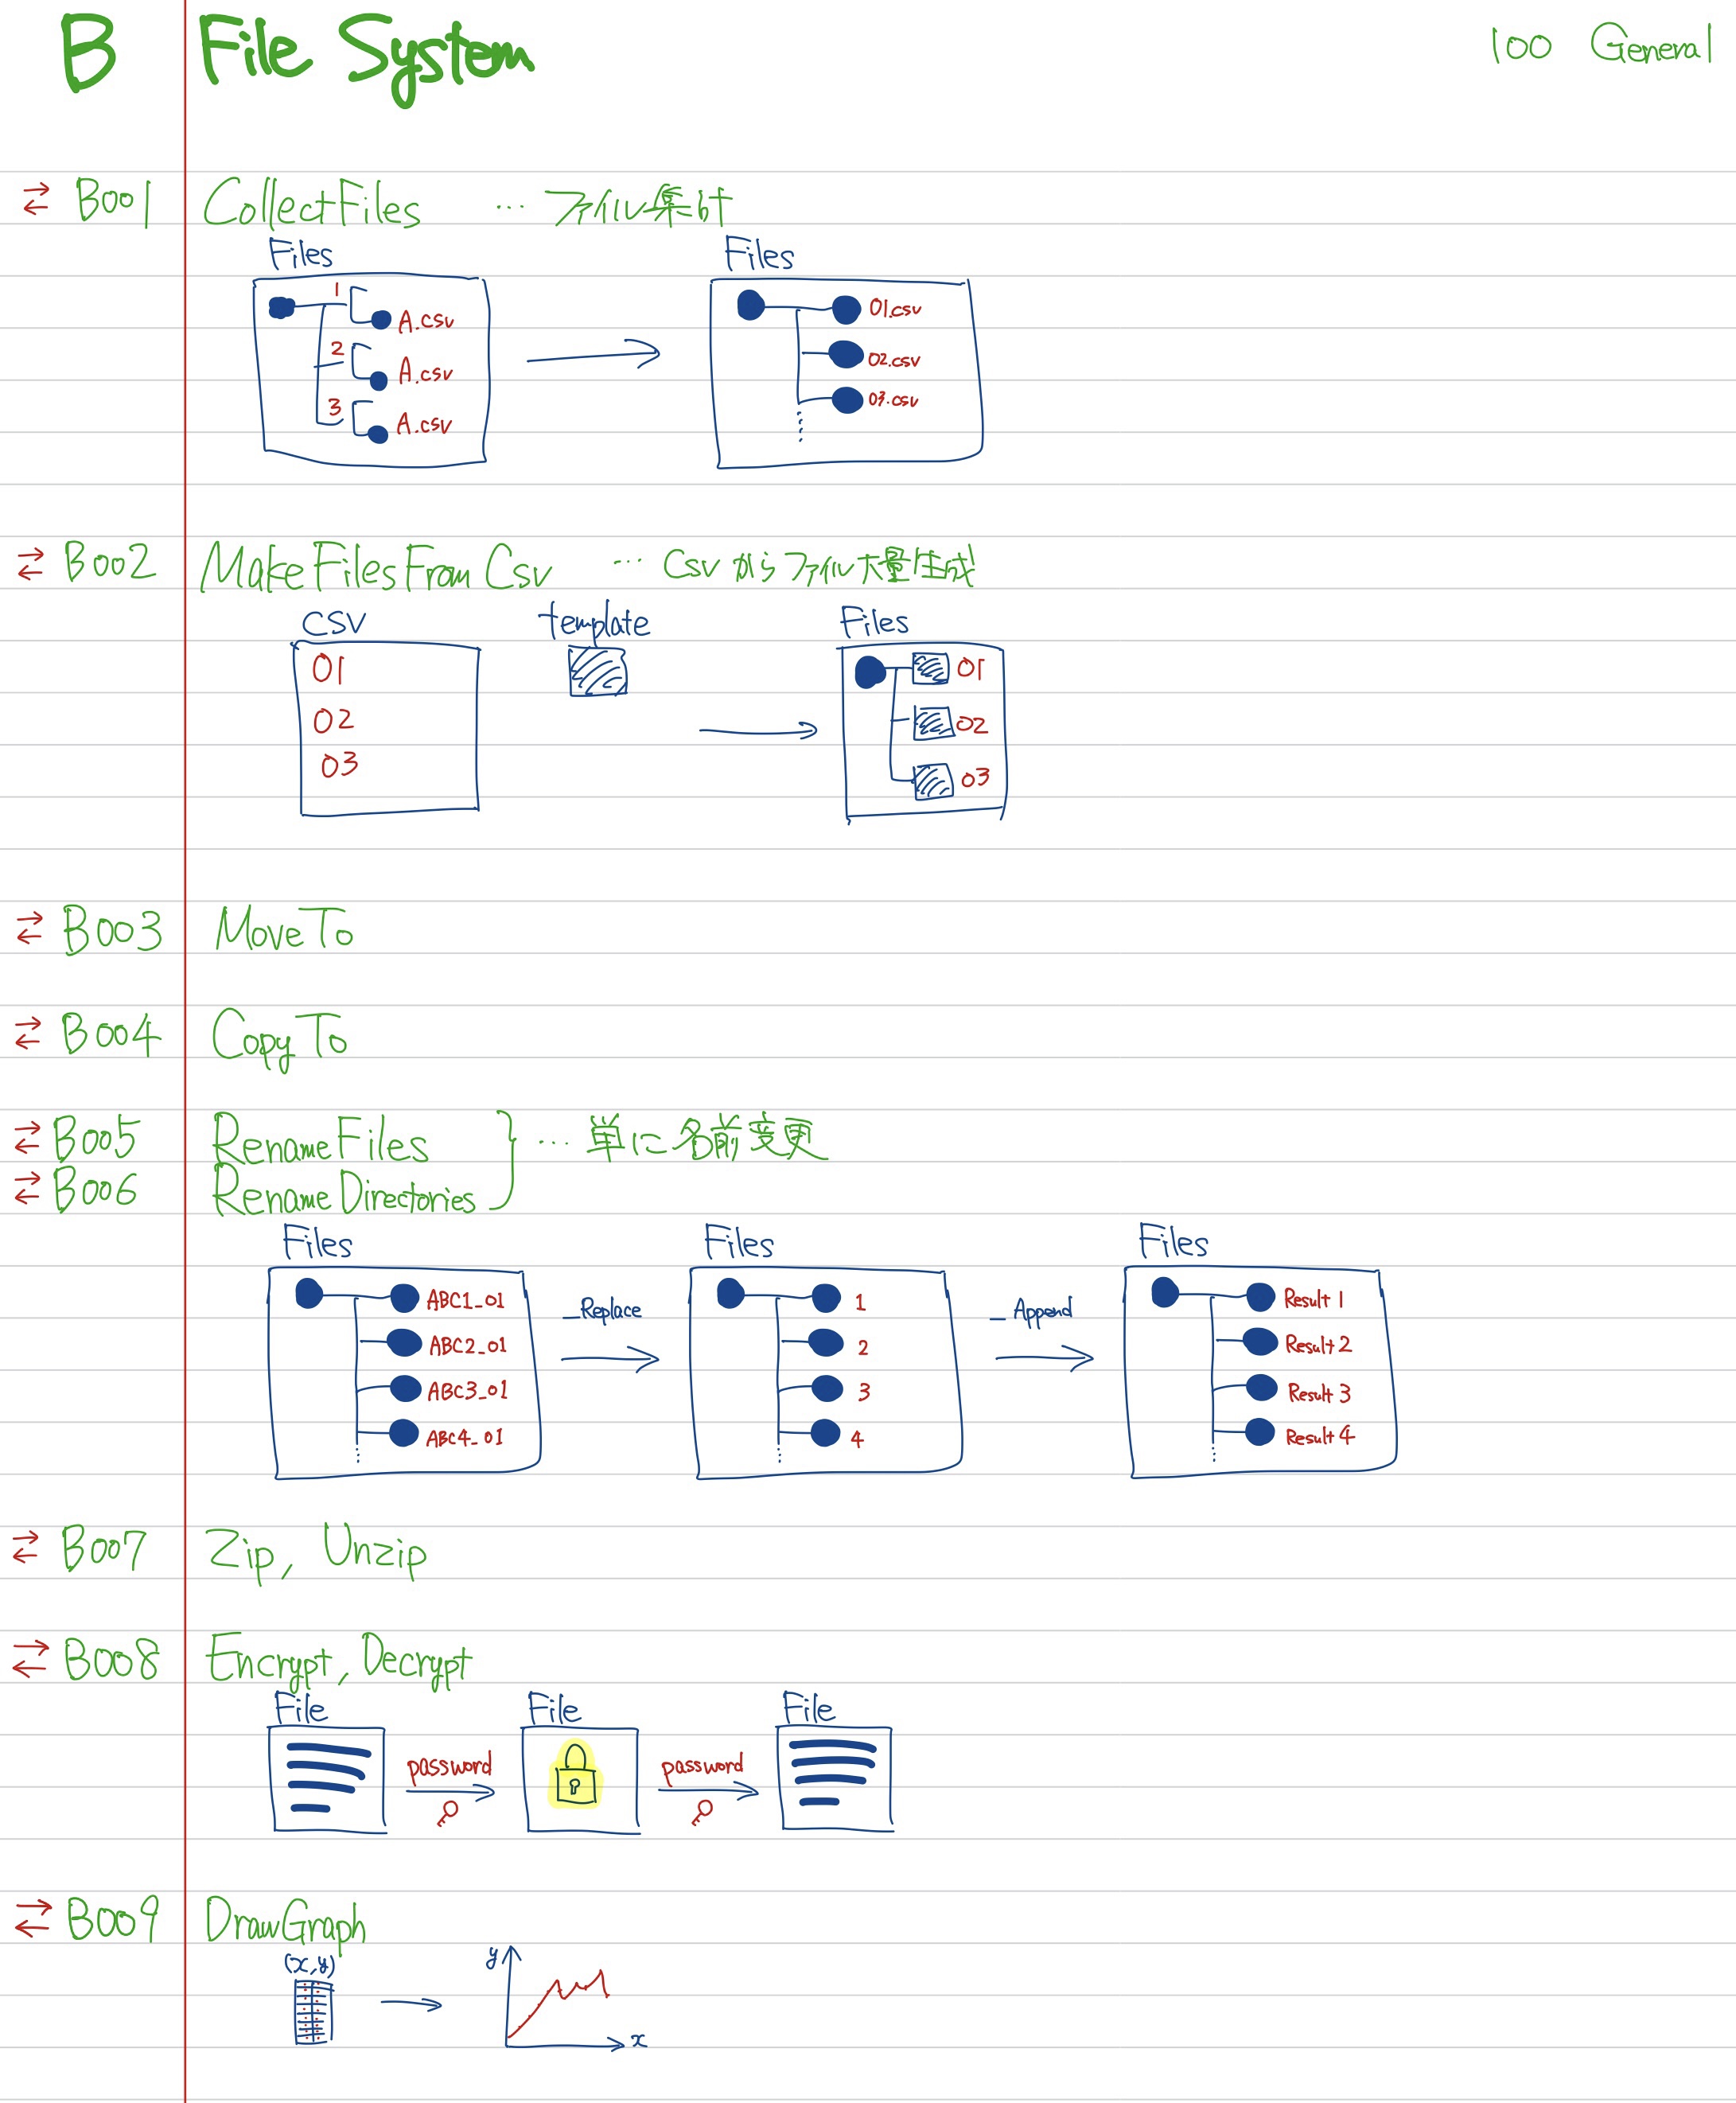 B File System 100 General
B001 CollectFiles … ファイル集計
Files Files
1 A.csv 01.csv
2 A.csv 02.csv
3 A.csv 03.csv
B002 MakeFilesFromCsv … Csvからファイル大量生成
csv template Files
01 01
02 02
03 03
B003 MoveTo
B004 CopyTo
B005 RenameFiles … 単に名前変更
B006 RenameDirectories
Files Files Files
ABC1_01 _Replace 1 _Append Result 1
ABC2_01 2 Result 2
ABC3_01 3 Result 3
ABC4_01 4 Result 4
B007 Zip, Unzip
B008 Encrypt, Decrypt
File File File
password password
B009 DrawGraph
(x,y) y
x